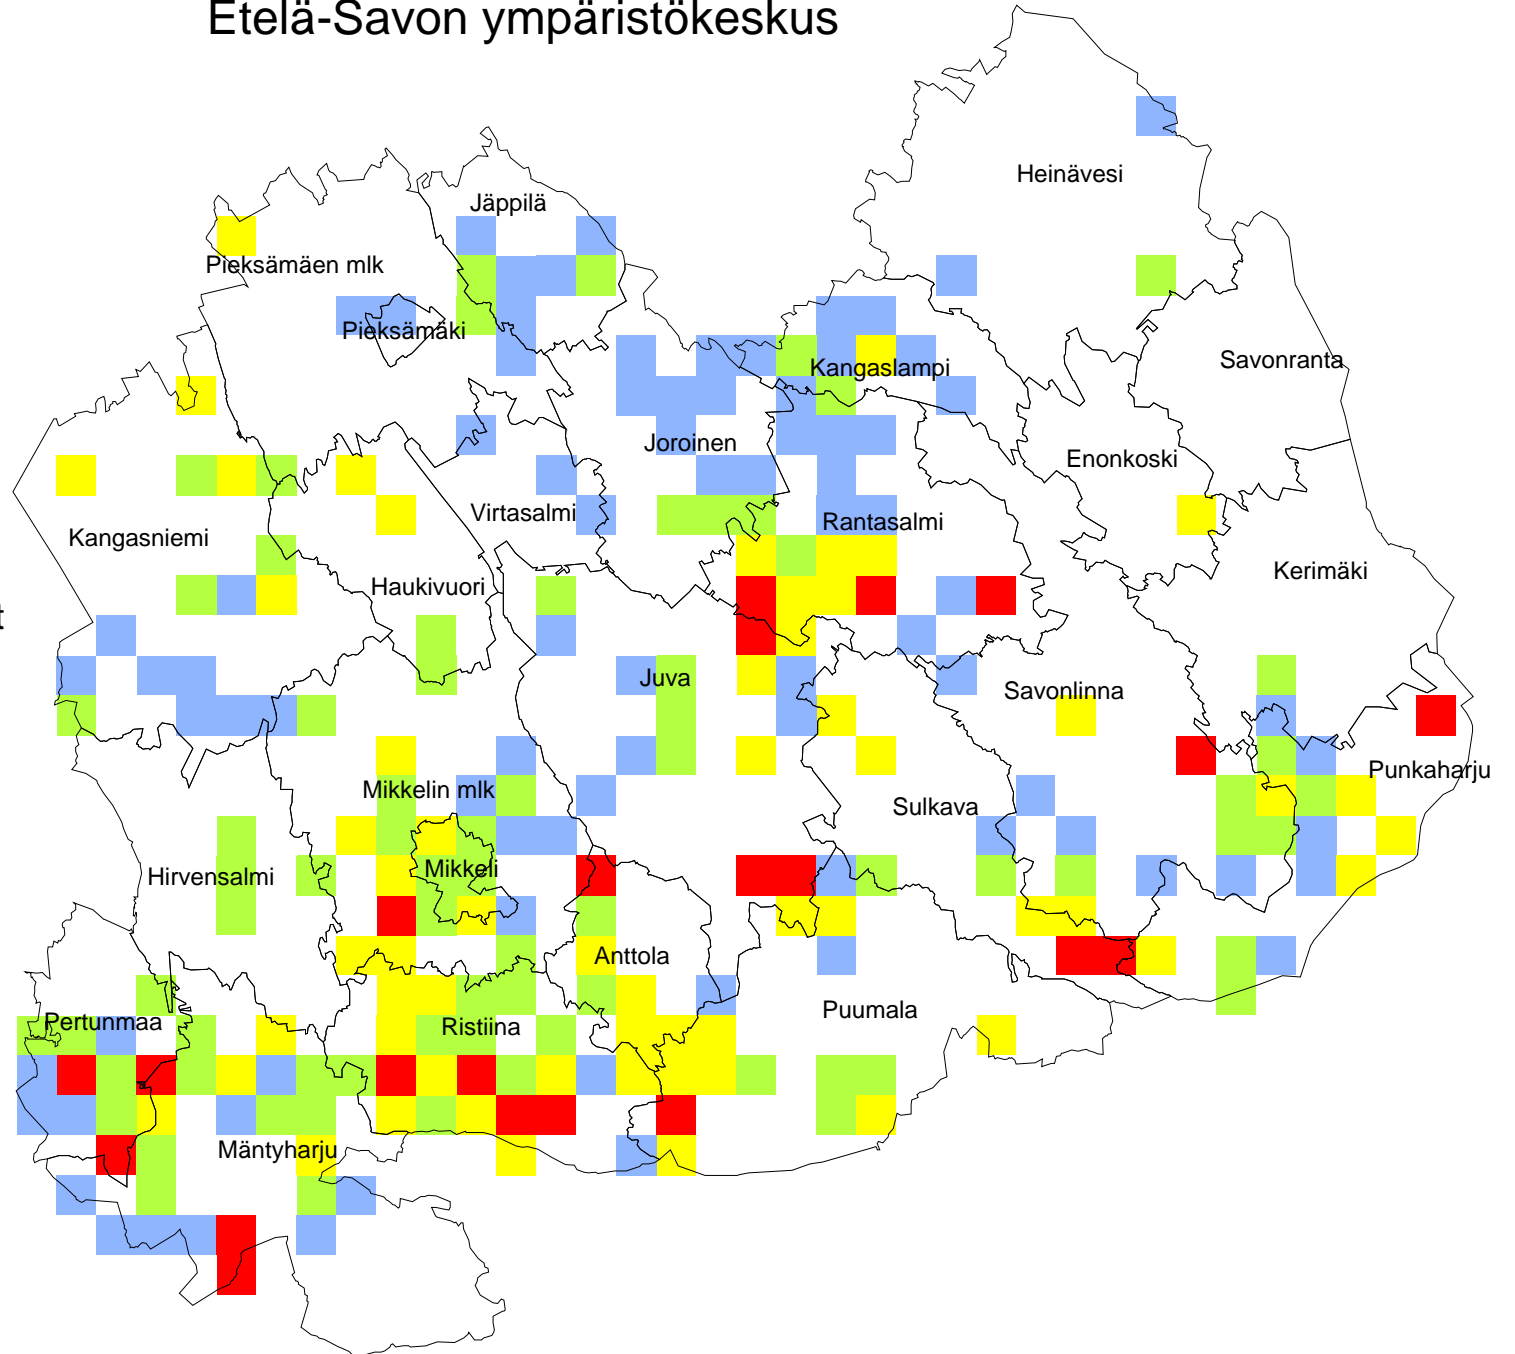 Etelä-Savon ympäristökeskus
Heinävesi
Jäppilä
Pieksämäen mlk
Pieksämäki
Savonranta
Kangaslampi
Joroinen
Enonkoski
Virtasalmi
Rantasalmi
Kangasniemi
Kerimäki
Haukivuori
t
Juva
Savonlinna
Punkaharju
Mikkelin mlk
Sulkava
Mikkeli
Hirvensalmi
Anttola
Puumala
Pertunmaa
Ristiina
Mäntyharju